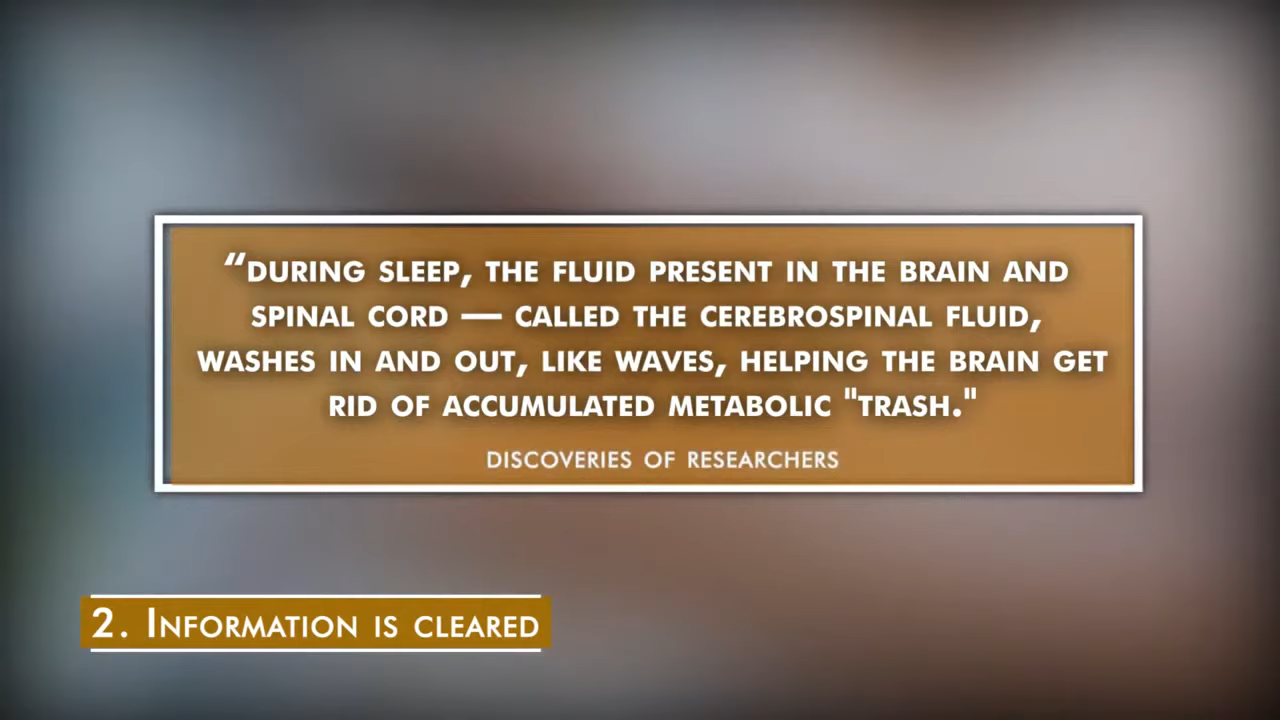 “DURING SLEEP, THE FLUID PRESENT IN THE BRAIN AND
SPINAL CORD — CALLED THE CEREBROSPINAL FLUID,
WASHES IN AND OUT, LIKE WAVES, HELPING THE BRAIN GET
RID OF ACCUMULATED METABOLIC "TRASH."
DISCOVERIES OF RESEARCHERS
2. INFORMATION IS CLEARED